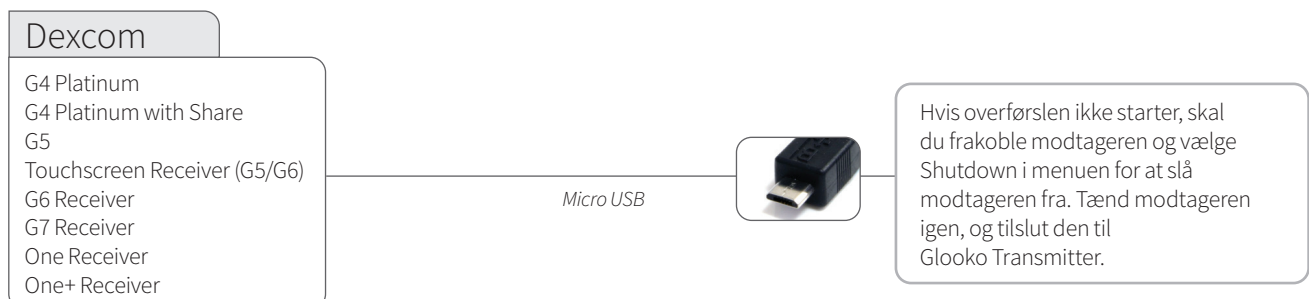 Dexcom
G4 Platinum
G4 Platinum with Share
G5
Touchscreen Receiver (G5/G6)
G6 Receiver
G7 Receiver
One Receiver
One+ Receiver
Micro USB
Hvis overførslen ikke starter, skal
du frakoble modtageren og vælge
Shutdown i menuen for at slå
modtageren fra. Tænd modtageren
igen, og tilslut den til
Glooko Transmitter.